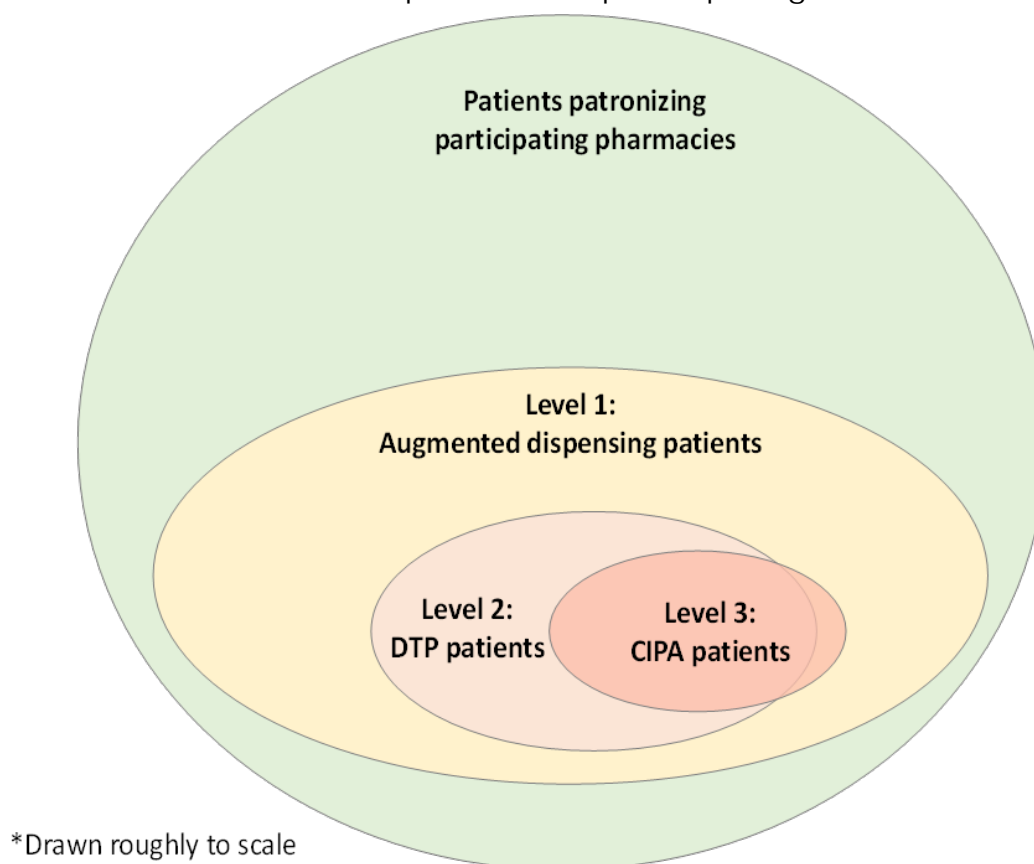 Patients patronizing
participating pharmacies
Level 1:
Augmented dispensing patients
Level 2:
DTP patients
Level 3:
CIPA patients
*Drawn roughly to scale